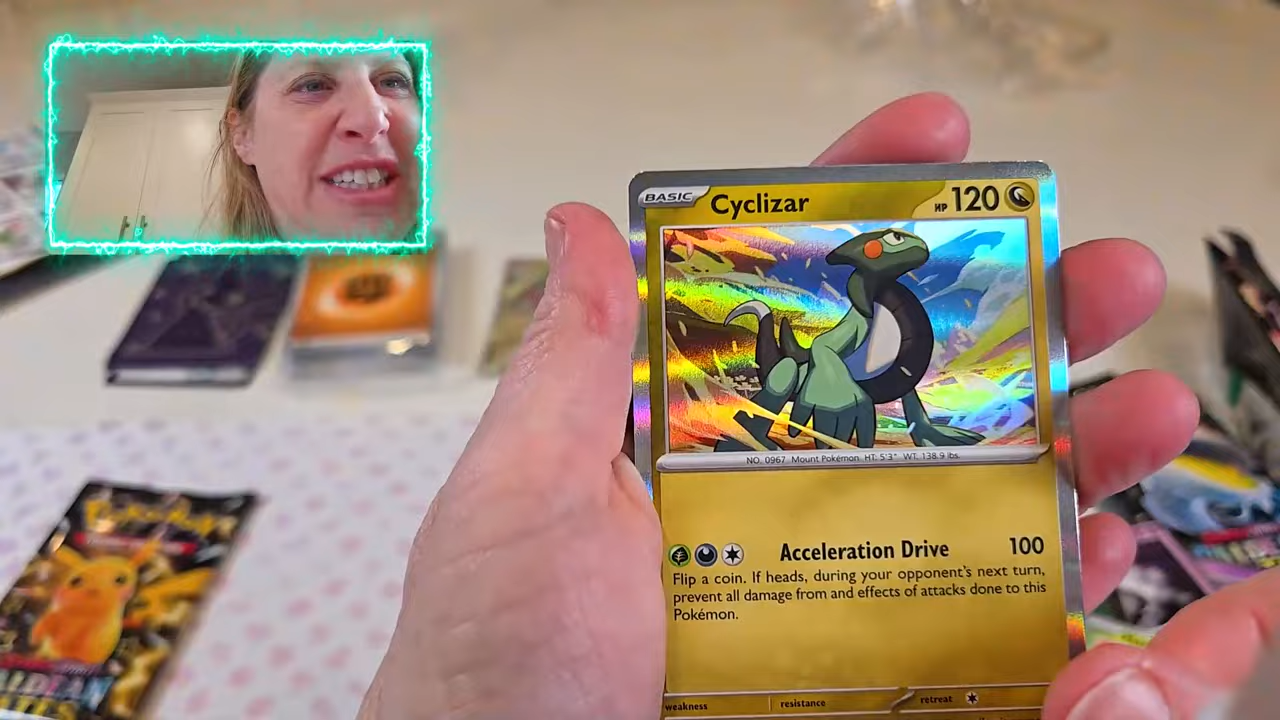 BASIC Cyclizar HP 120
NO. 0967 Mount Pokémon HT: 5'3" WT: 138.9 lbs.
Acceleration Drive 100
Flip a coin. If heads, during your opponent's next turn,
prevent all damage from and effects of attacks done to this
Pokémon.
weakness resistance retreat
Pokémon